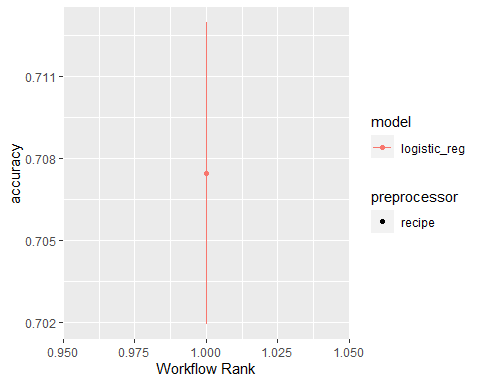 accuracy
0.711
0.708
0.705
0.702
0.950
0.975
1.000
1.025
1.050
Workflow Rank
model
logistic_reg
preprocessor
recipe